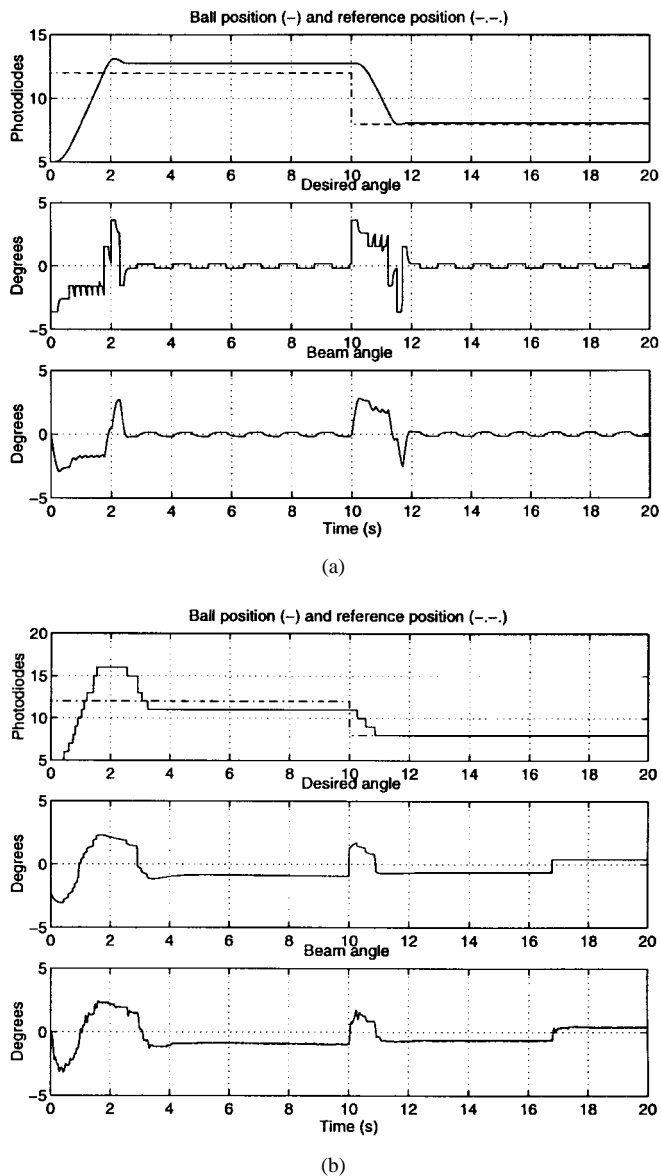 Ball position (−) and reference position (−.−.)
Photodiodes
15
10
5
0 2 4 6 8 10 12 14 16 18 20
Desired angle
Degrees
5
0
−5
0 2 4 6 8 10 12 14 16 18 20
Beam angle
Degrees
5
0
−5
0 2 4 6 8 10 12 14 16 18 20
Time (s)
(a)
Ball position (−) and reference position (−.−.)
Photodiodes
20
15
10
5
0 2 4 6 8 10 12 14 16 18 20
Desired angle
Degrees
5
0
−5
0 2 4 6 8 10 12 14 16 18 20
Beam angle
Degrees
5
0
−5
0 2 4 6 8 10 12 14 16 18 20
Time (s)
(b)